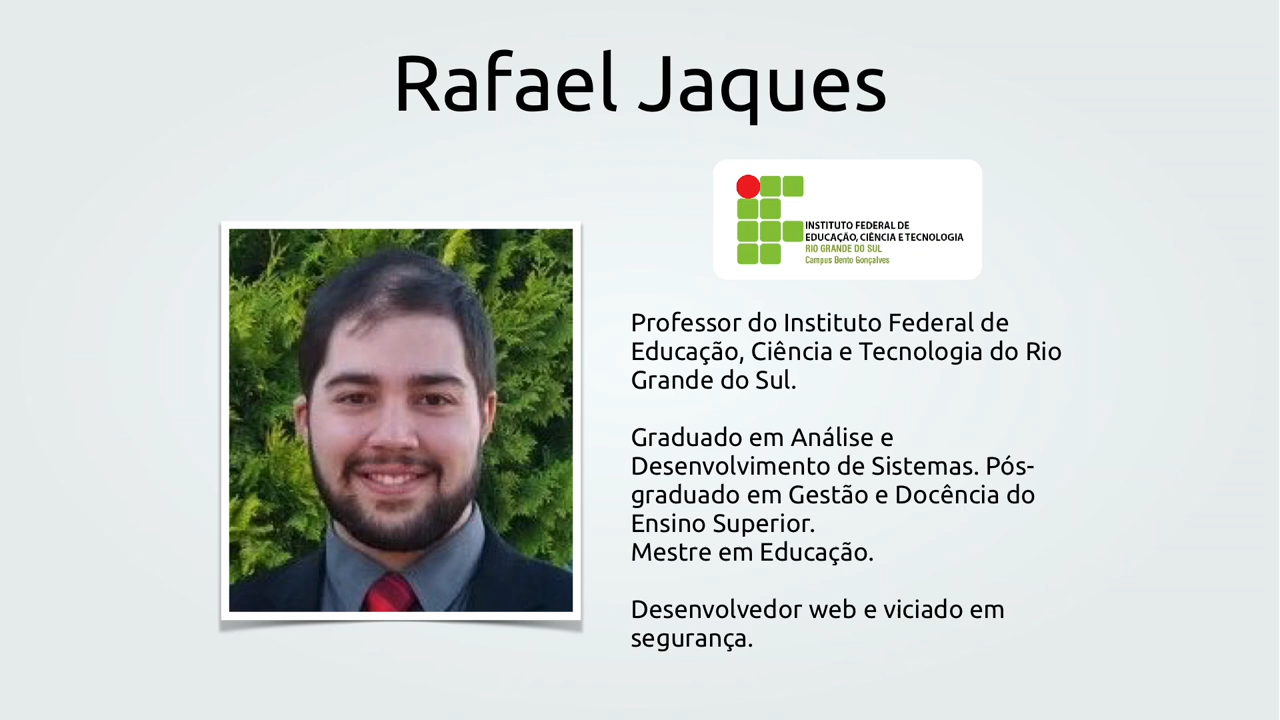 Rafael Jaques
INSTITUTO FEDERAL DE
EDUCAÇÃO, CIÊNCIA E TECNOLOGIA
RIO GRANDE DO SUL
Campus Bento Gonçalves
Professor do Instituto Federal de
Educação, Ciência e Tecnologia do Rio
Grande do Sul.
Graduado em Análise e
Desenvolvimento de Sistemas. Pós-
graduado em Gestão e Docência do
Ensino Superior.
Mestre em Educação.
Desenvolvedor web e viciado em
segurança.